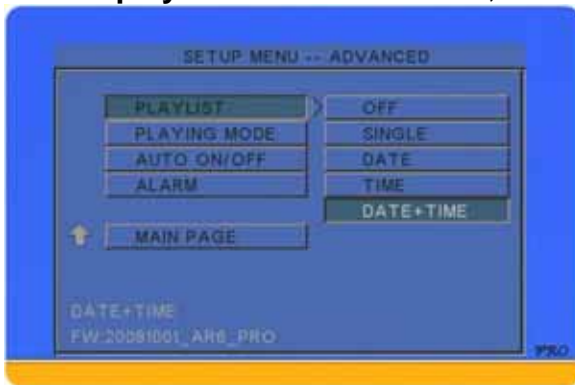 SETUP MENU -- ADVANCED
PLAYLIST
PLAYING MODE
AUTO ON/OFF
ALARM
MAIN PAGE
OFF
SINGLE
DATE
TIME
DATE+TIME
DATE+TIME
FW:20081001_AR6_PRO
PRO